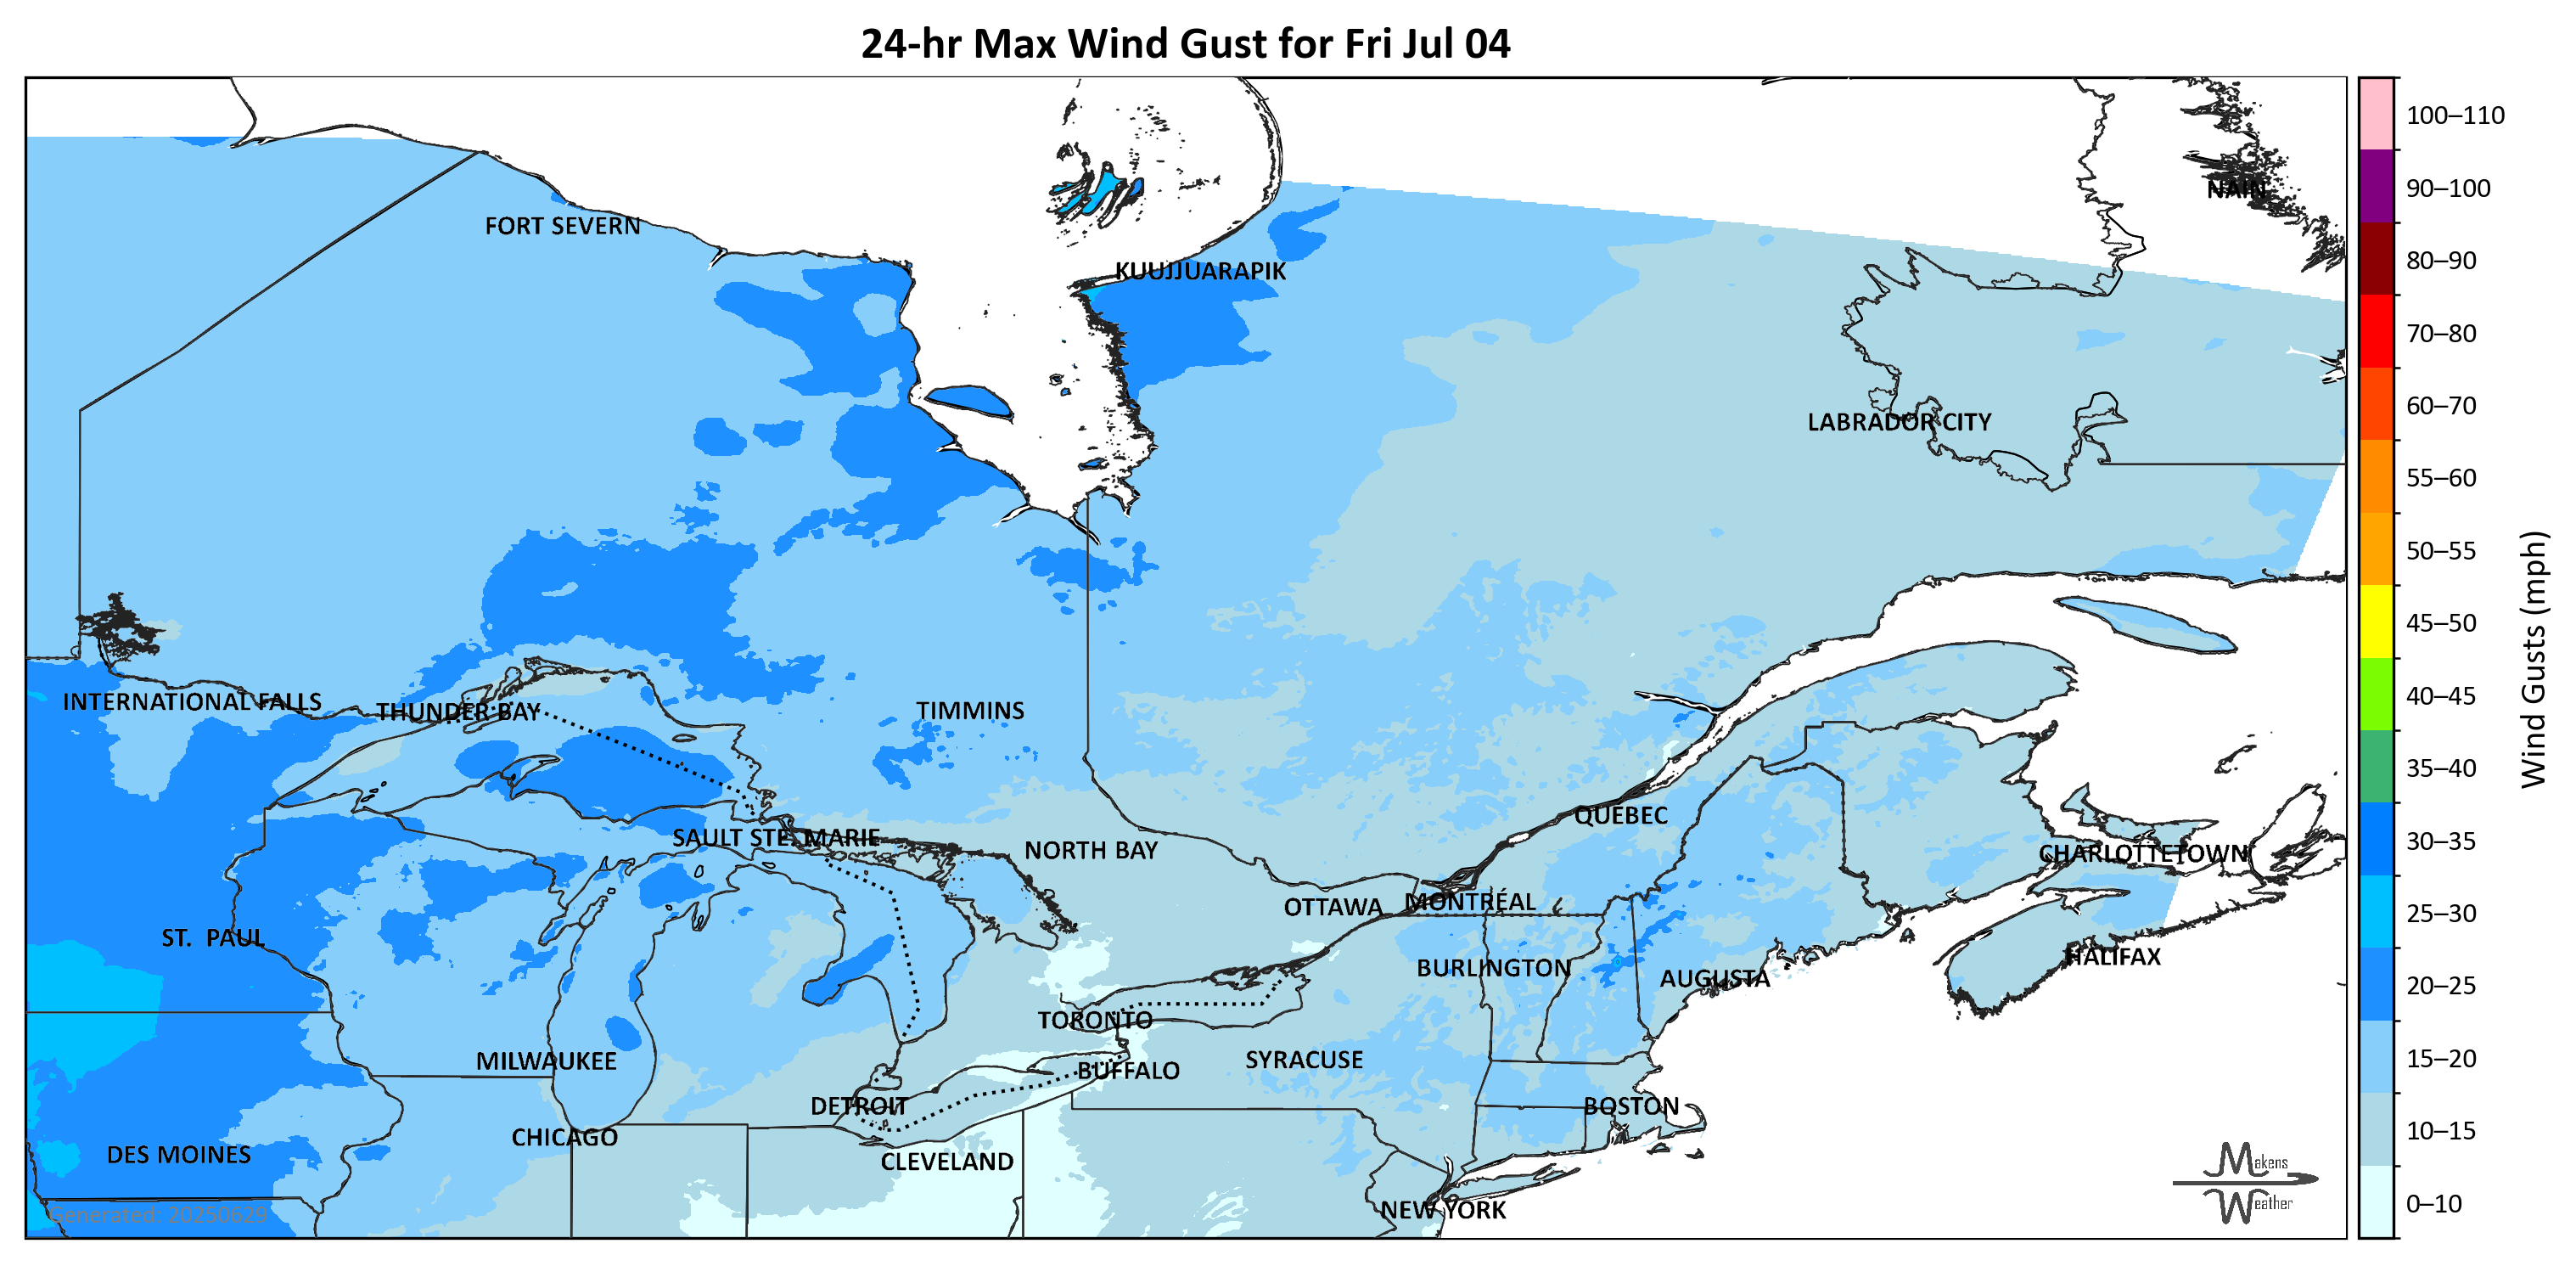 24-hr Max Wind Gust for Fri Jul 04
100–110
90–100
80–90
70–80
60–70
55–60
50–55
45–50
40–45
35–40
30–35
25–30
20–25
15–20
10–15
0–10
Wind Gusts (mph)
NAIN
FORT SEVERN
KUUJJUARAPIK
LABRADOR CITY
INTERNATIONAL FALLS
THUNDER BAY
TIMMINS
QUEBEC
SAULT STE. MARIE
NORTH BAY
CHARLOTTETOWN
OTTAWA
MONTRÉAL
ST. PAUL
BURLINGTON
AUGUSTA
HALIFAX
TORONTO
MILWAUKEE
BUFFALO
SYRACUSE
DETROIT
BOSTON
CHICAGO
DES MOINES
CLEVELAND
NEW YORK
Generated: 20250629
Makens
Weather